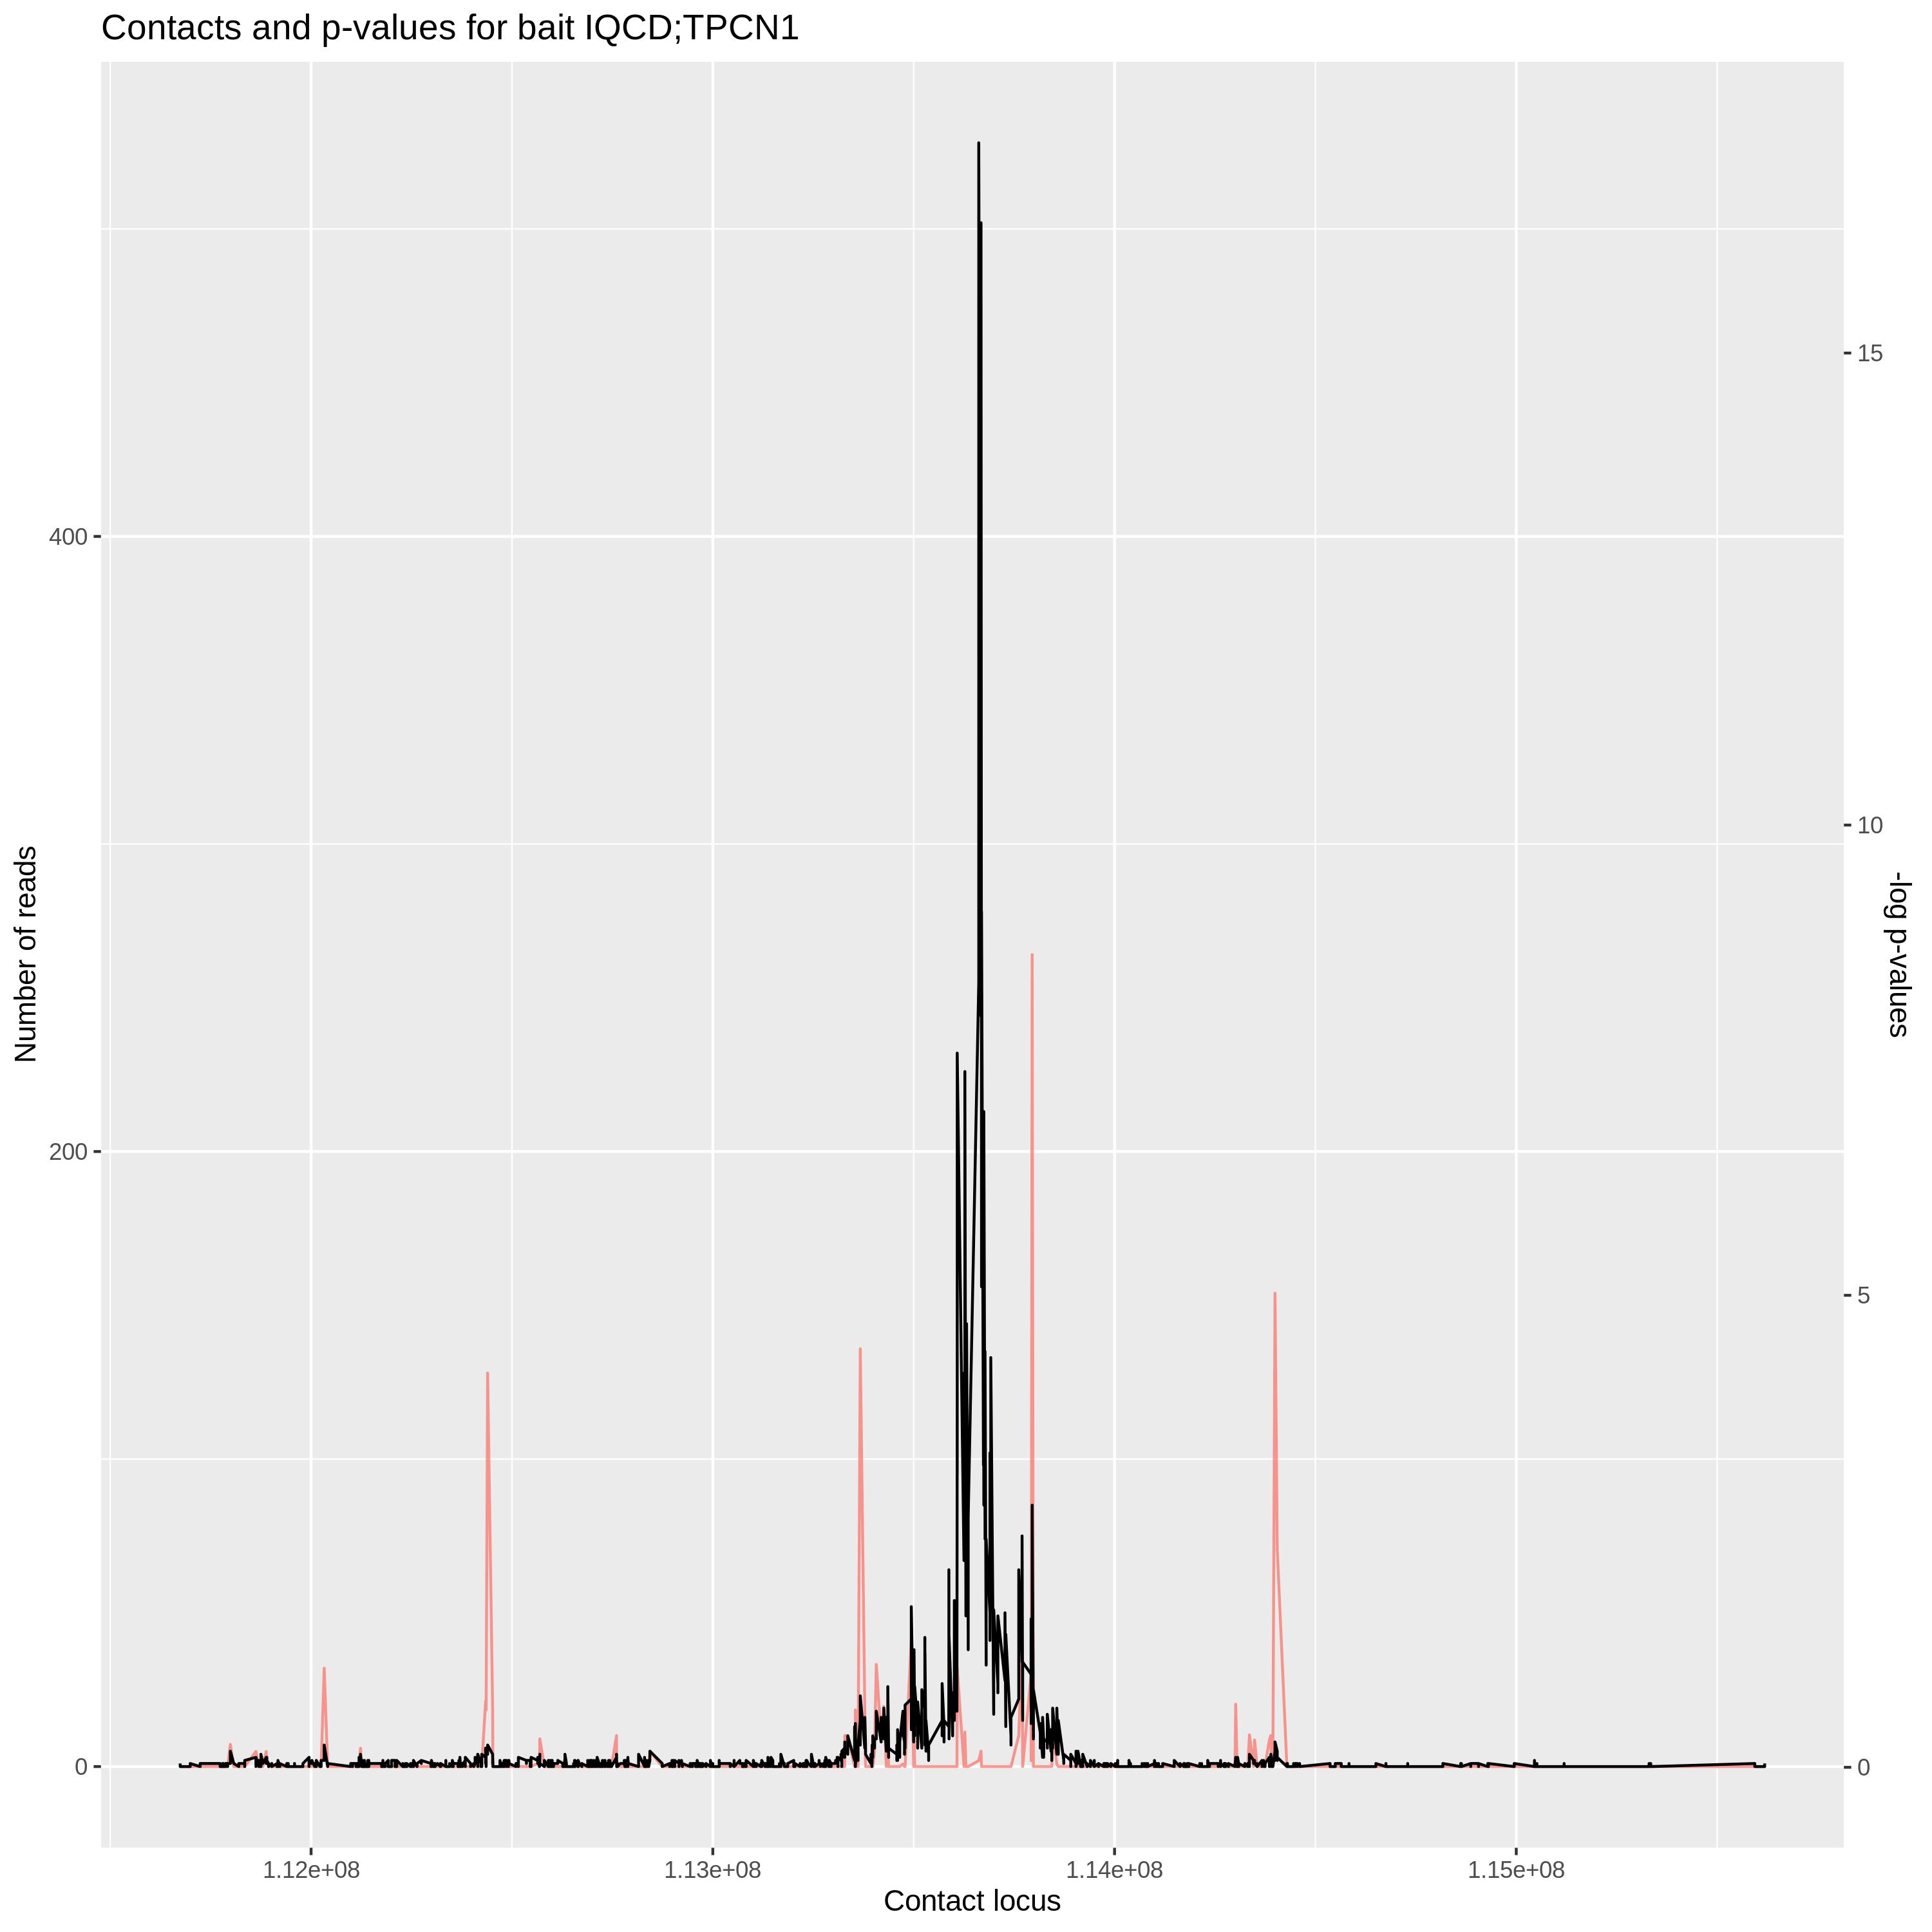 Contacts and p-values for bait IQCD;TPCN1
Number of reads
400
200
0
15
10
5
0
-log p-values
1.12e+08
1.13e+08
1.14e+08
1.15e+08
Contact locus